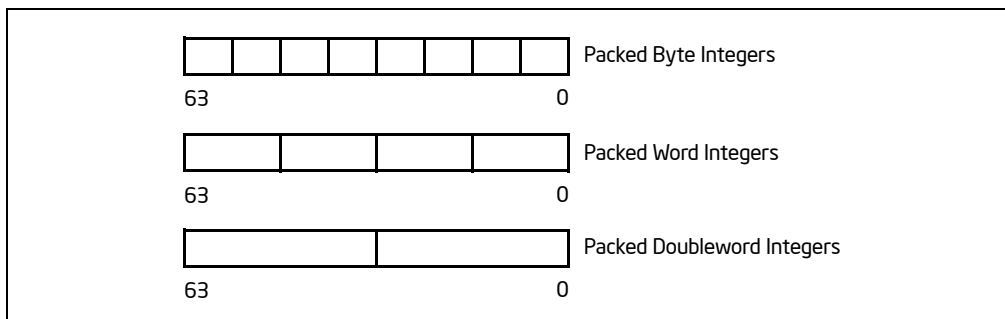 Packed Byte Integers
63 0
Packed Word Integers
63 0
Packed Doubleword Integers
63 0